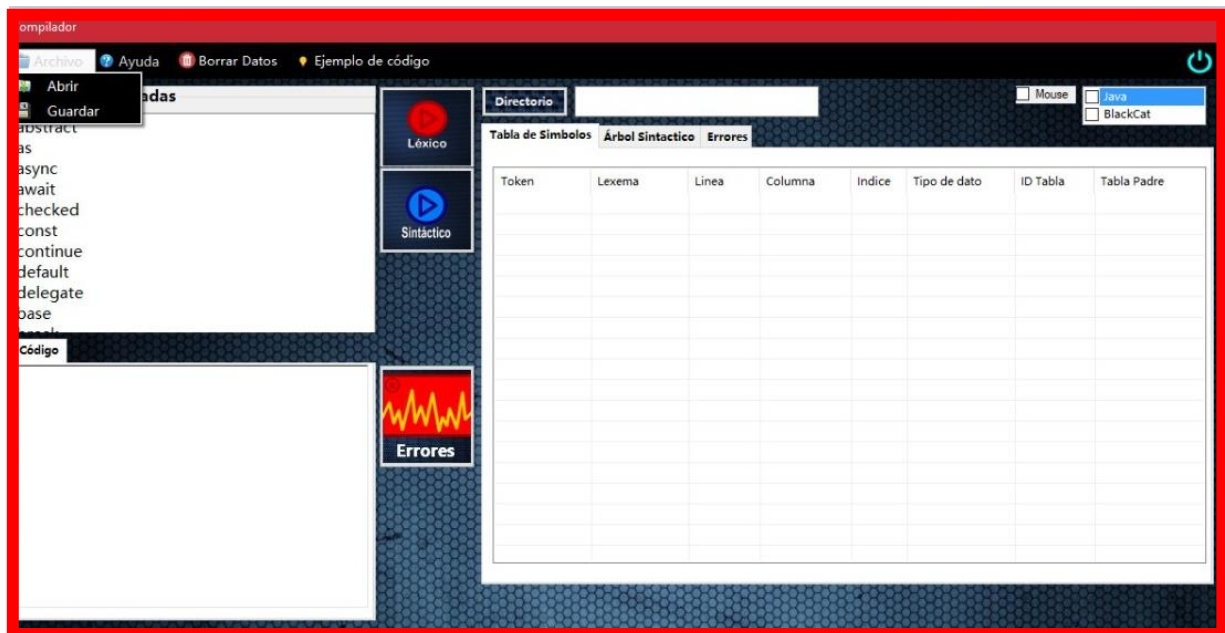 ompilador
Archivo Ayuda Borrar Datos Ejemplo de código
Abrir
Guardar
adas
abstract
as
async
await
checked
const
continue
default
delegate
base
Código
Léxico
Sintáctico
Errores
Directorio
Mouse
Java
BlackCat
Tabla de Simbolos Árbol Sintactico Errores
Token Lexema Linea Columna Indice Tipo de dato ID Tabla Tabla Padre